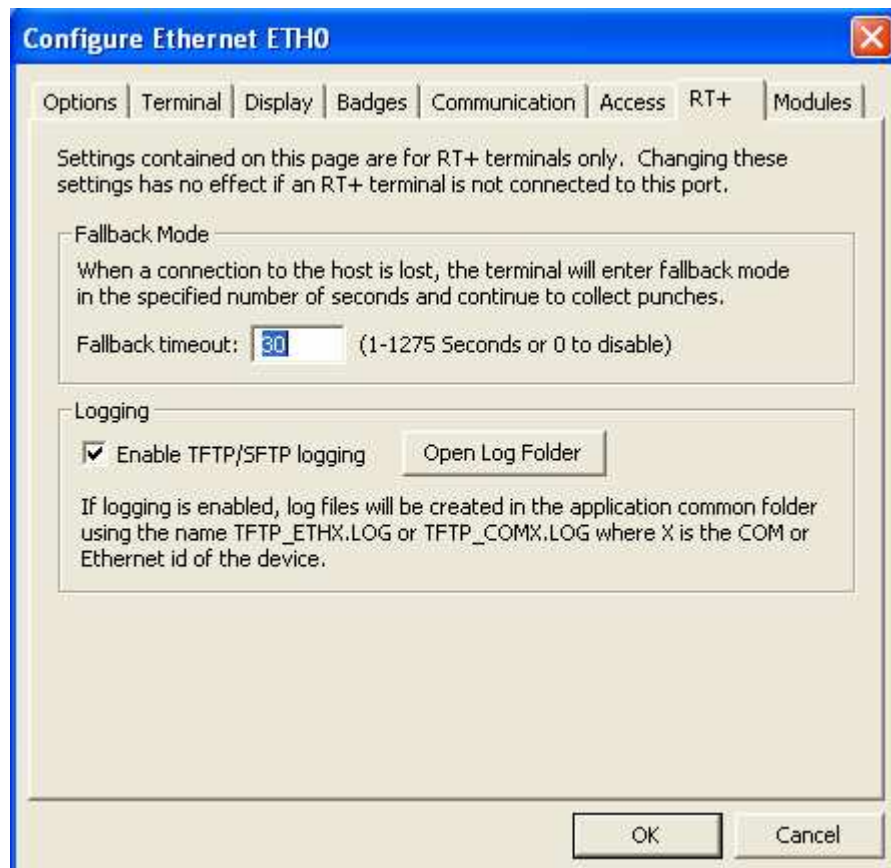 Configure Ethernet ETH0
Options Terminal Display Badges Communication Access RT+ Modules
Settings contained on this page are for RT+ terminals only. Changing these
settings has no effect if an RT+ terminal is not connected to this port.
Fallback Mode
When a connection to the host is lost, the terminal will enter fallback mode
in the specified number of seconds and continue to collect punches.
Fallback timeout: 30 (1-1275 Seconds or 0 to disable)
Logging
Enable TFTP/SFTP logging Open Log Folder
If logging is enabled, log files will be created in the application common folder
using the name TFTP_ETHX.LOG or TFTP_COMX.LOG where X is the COM or
Ethernet id of the device.
OK Cancel